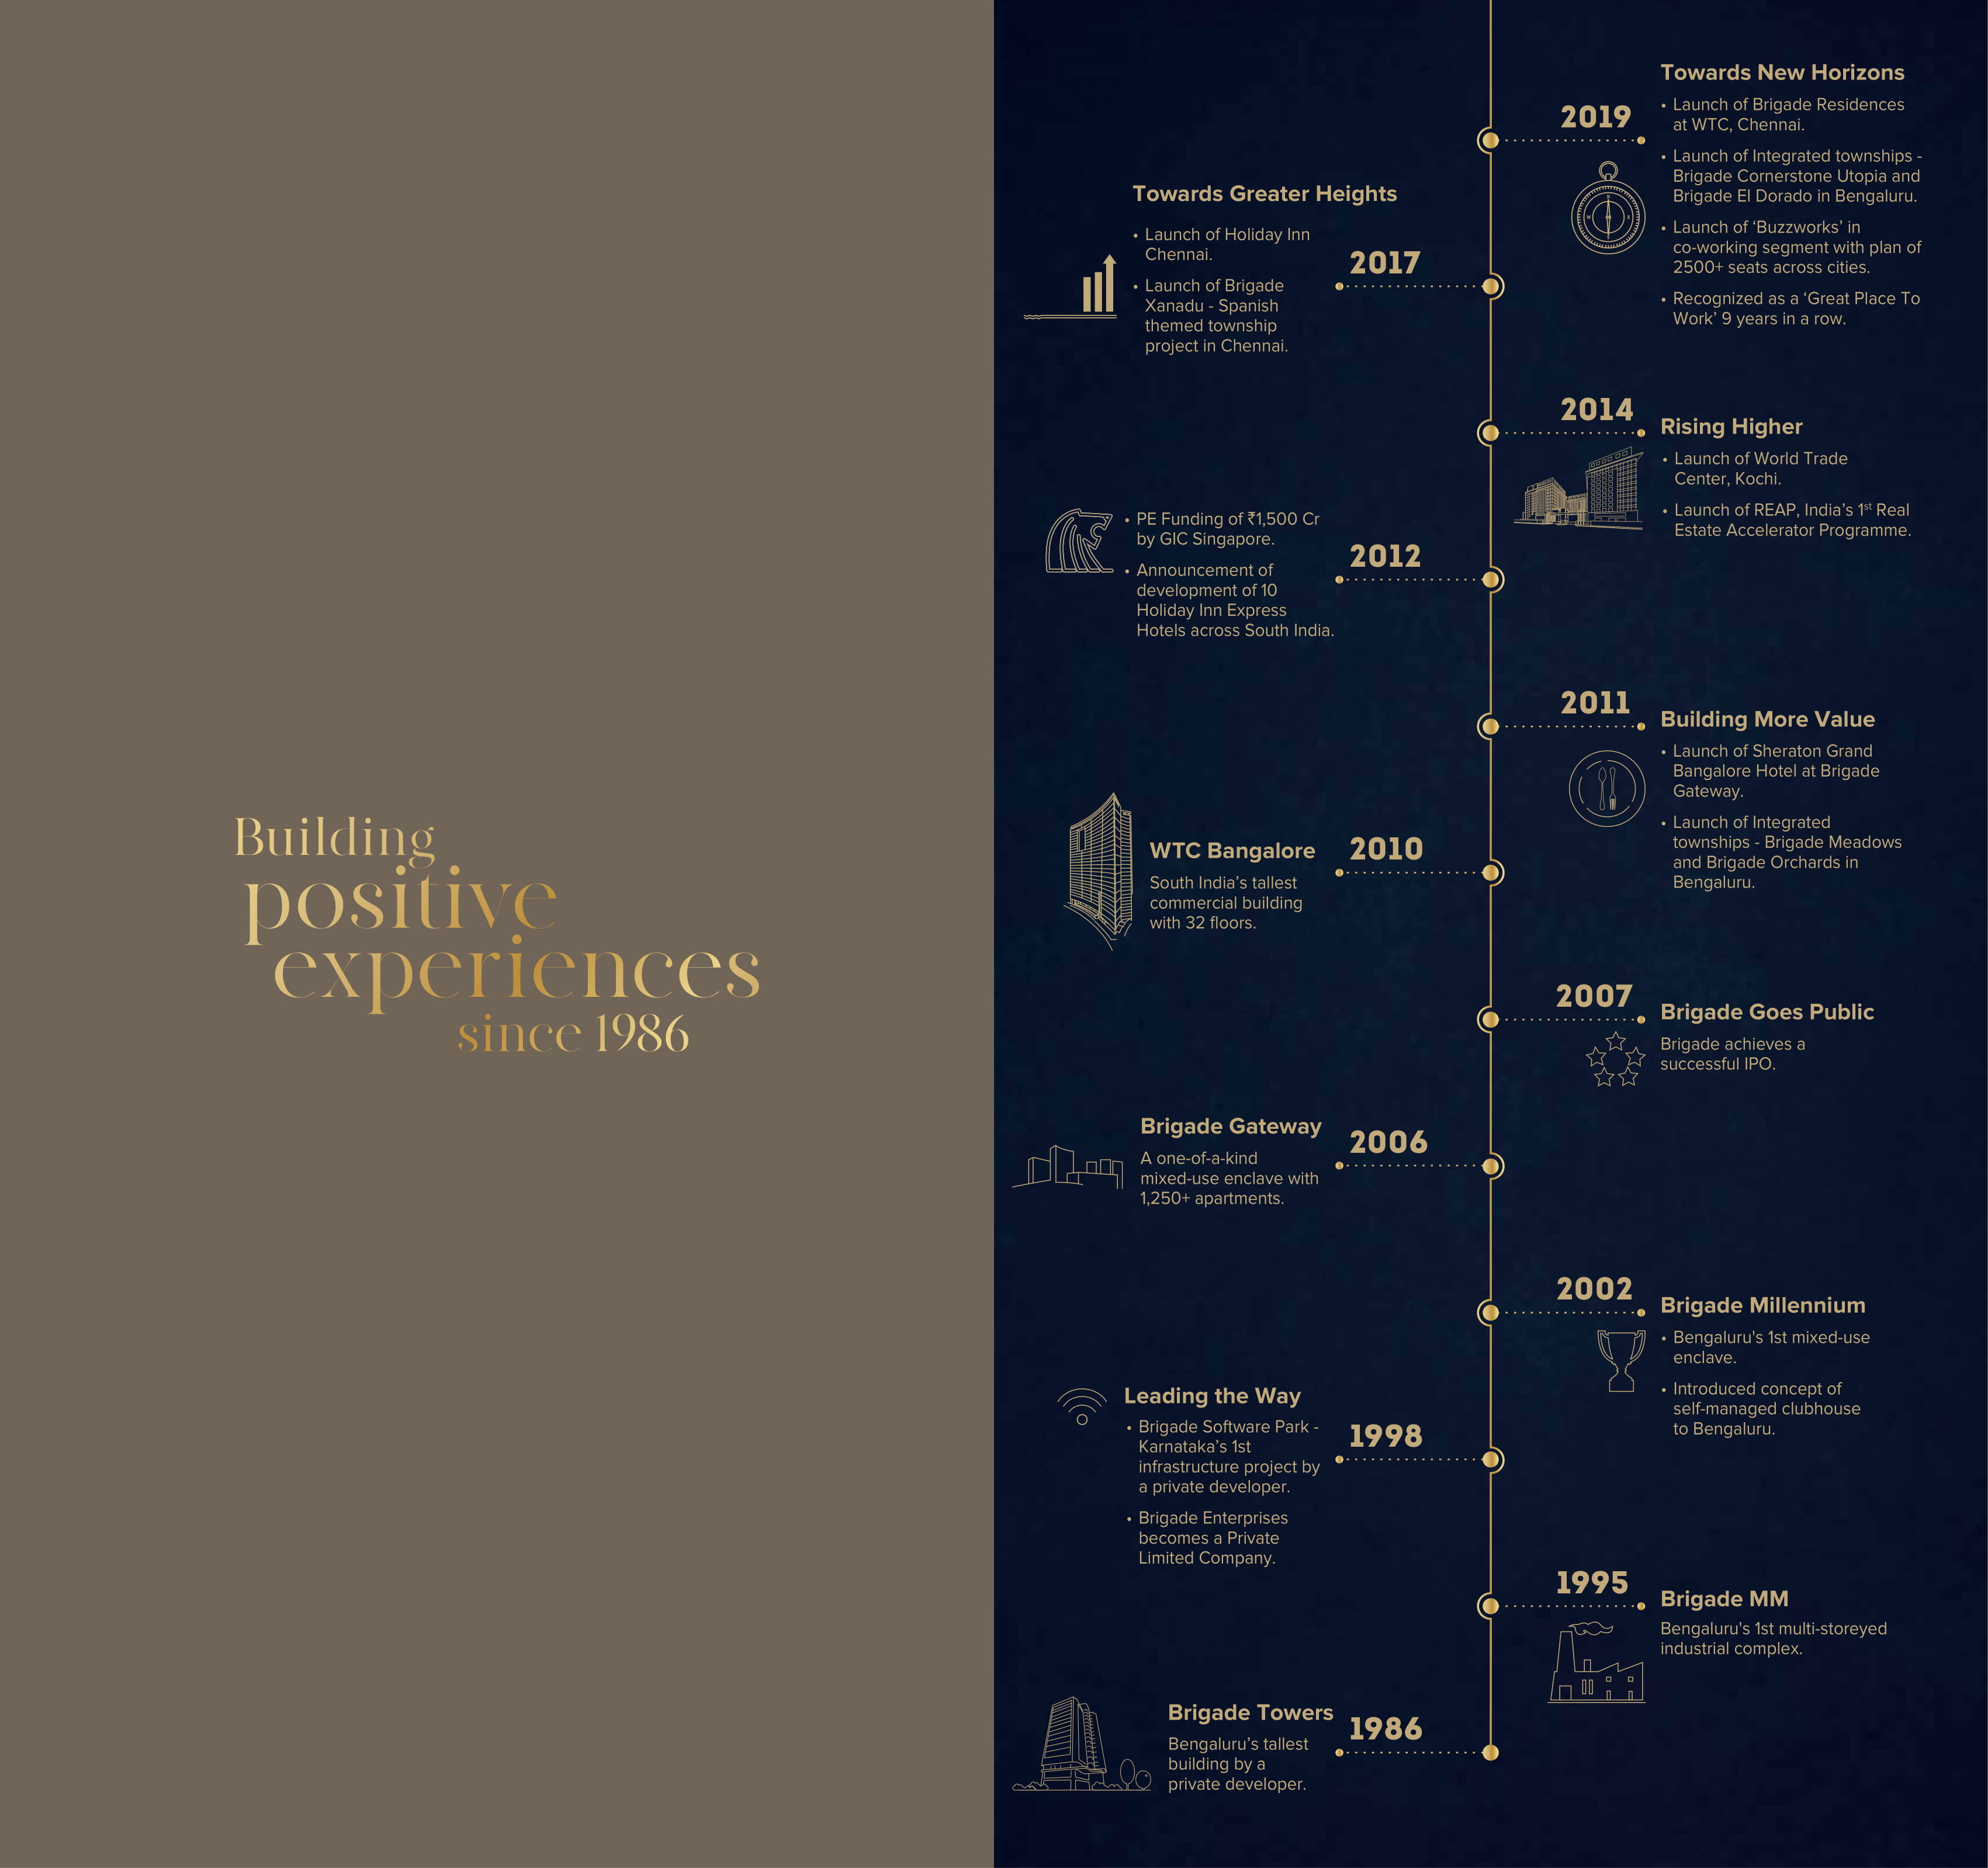 Building
positive
experiences
since 1986
Towards New Horizons
2019
• Launch of Brigade Residences
at WTC, Chennai.
• Launch of Integrated townships -
Brigade Cornerstone Utopia and
Brigade El Dorado in Bengaluru.
• Launch of ‘Buzzworks’ in
co-working segment with plan of
2500+ seats across cities.
• Recognized as a ‘Great Place To
Work’ 9 years in a row.
Towards Greater Heights
2017
• Launch of Holiday Inn
Chennai.
• Launch of Brigade
Xanadu - Spanish
themed township
project in Chennai.
2014
Rising Higher
• Launch of World Trade
Center, Kochi.
• Launch of REAP, India’s 1st Real
Estate Accelerator Programme.
2012
• PE Funding of ₹1,500 Cr
by GIC Singapore.
• Announcement of
development of 10
Holiday Inn Express
Hotels across South India.
2011
Building More Value
• Launch of Sheraton Grand
Bangalore Hotel at Brigade
Gateway.
• Launch of Integrated
townships - Brigade Meadows
and Brigade Orchards in
Bengaluru.
WTC Bangalore
2010
South India’s tallest
commercial building
with 32 floors.
2007
Brigade Goes Public
Brigade achieves a
successful IPO.
Brigade Gateway
2006
A one-of-a-kind
mixed-use enclave with
1,250+ apartments.
2002
Brigade Millennium
• Bengaluru's 1st mixed-use
enclave.
• Introduced concept of
self-managed clubhouse
to Bengaluru.
Leading the Way
1998
• Brigade Software Park -
Karnataka’s 1st
infrastructure project by
a private developer.
• Brigade Enterprises
becomes a Private
Limited Company.
1995
Brigade MM
Bengaluru's 1st multi-storeyed
industrial complex.
Brigade Towers
1986
Bengaluru’s tallest
building by a
private developer.